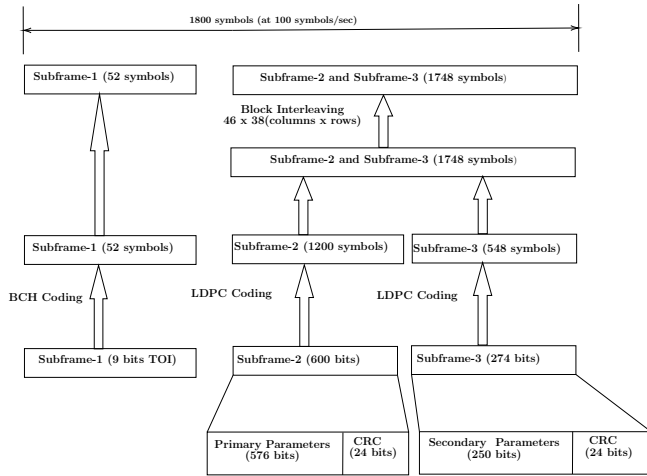 1800 symbols (at 100 symbols/sec)
Subframe-1 (52 symbols)
Subframe-2 and Subframe-3 (1748 symbols)
Block Interleaving
46 x 38(columns x rows)
Subframe-2 and Subframe-3 (1748 symbols)
Subframe-1 (52 symbols)
Subframe-2 (1200 symbols)
Subframe-3 (548 symbols)
BCH Coding
LDPC Coding
LDPC Coding
Subframe-1 (9 bits TOI)
Subframe-2 (600 bits)
Subframe-3 (274 bits)
Primary Parameters
(576 bits)
CRC
(24 bits)
Secondary Parameters
(250 bits)
CRC
(24 bits)